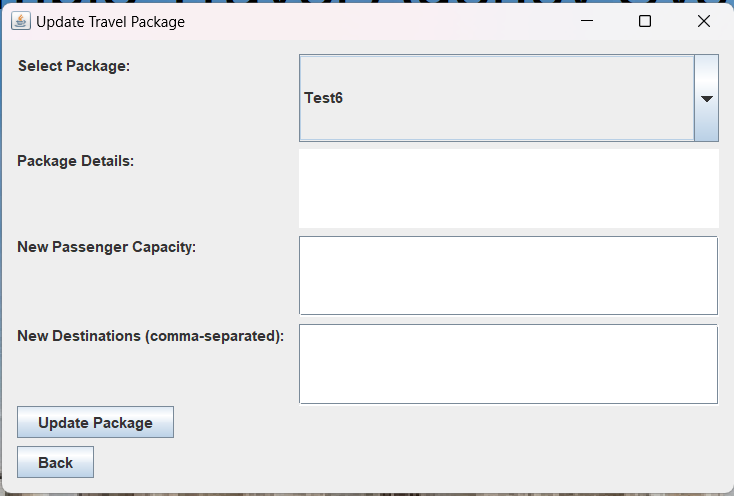 Update Travel Package
Select Package:
Test6
Package Details:
New Passenger Capacity:
New Destinations (comma-separated):
Update Package
Back